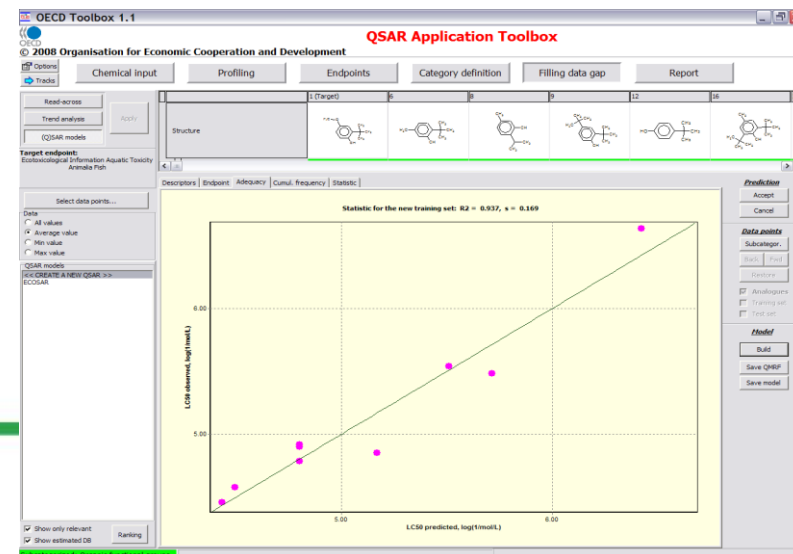 OECD Toolbox 1.1
OECD
QSAR Application Toolbox
© 2008 Organisation for Economic Cooperation and Development
Options
Tracks
Chemical input
Profiling
Endpoints
Category definition
Filling data gap
Report
Read-across
Trend analysis
(Q)SAR models
Apply
1 (Target)
6
8
9
12
16
Structure
Target endpoint:
Ecotoxicological Information Aquatic Toxicity
Animalia Fish
Select data points...
Data
All values
Average value
Min value
Max value
QSAR models
<< CREATE A NEW QSAR >>
ECOSAR
Show only relevant
Show estimated DB
Ranking
Descriptors
Endpoint
Adequacy
Cumul. frequency
Statistic
Statistic for the new training set: R2 = 0.937, s = 0.169
LC50 observed, log(1/mol/L)
6.00
5.00
5.00
6.00
LC50 predicted, log(1/mol/L)
Prediction
Accept
Cancel
Data points
Subcategor.
Back
Fwd
Restore
Analogues
Training set
Test set
Model
Build
Save QMRF
Save model